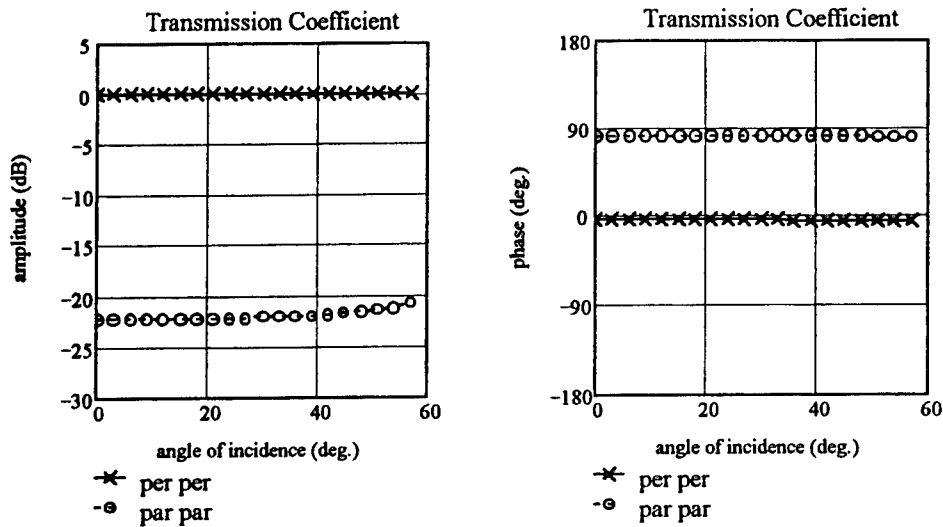 Transmission Coefficient
5
0
−5
−10
−15
−20
−25
−30
amplitude (dB)
0
20
40
60
angle of incidence (deg.)
per per
par par
Transmission Coefficient
180
90
0
−90
−180
phase (deg.)
0
20
40
60
angle of incidence (deg.)
per per
par par